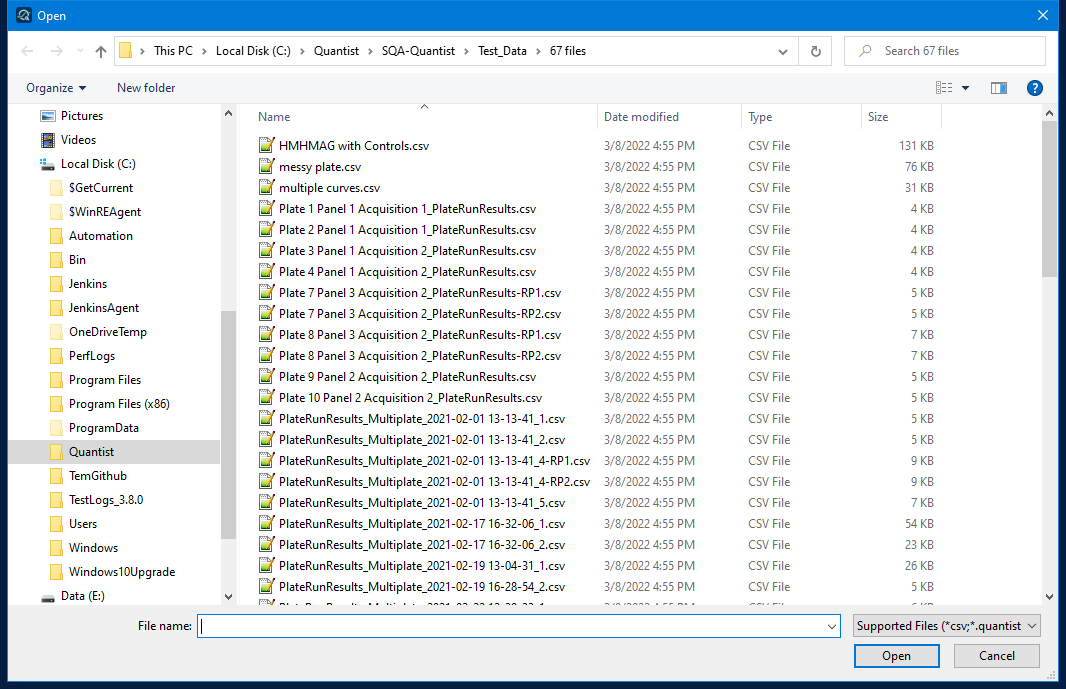 Open
This PC > Local Disk (C:) > Quantist > SQA-Quantist > Test_Data > 67 files
Search 67 files
Organize
New folder
Pictures
Videos
Local Disk (C:)
$GetCurrent
$WinREAgent
Automation
Bin
Jenkins
JenkinsAgent
OneDriveTemp
PerfLogs
Program Files
Program Files (x86)
ProgramData
Quantist
TemGithub
TestLogs_3.8.0
Users
Windows
Windows10Upgrade
Data (E:)
Name Date modified Type Size
HMHMAG with Controls.csv 3/8/2022 4:55 PM CSV File 131 KB
messy plate.csv 3/8/2022 4:55 PM CSV File 76 KB
multiple curves.csv 3/8/2022 4:55 PM CSV File 31 KB
Plate 1 Panel 1 Acquisition 1_PlateRunResults.csv 3/8/2022 4:55 PM CSV File 4 KB
Plate 2 Panel 1 Acquisition 1_PlateRunResults.csv 3/8/2022 4:55 PM CSV File 4 KB
Plate 3 Panel 1 Acquisition 2_PlateRunResults.csv 3/8/2022 4:55 PM CSV File 4 KB
Plate 4 Panel 1 Acquisition 2_PlateRunResults.csv 3/8/2022 4:55 PM CSV File 4 KB
Plate 7 Panel 3 Acquisition 2_PlateRunResults-RP1.csv 3/8/2022 4:55 PM CSV File 5 KB
Plate 7 Panel 3 Acquisition 2_PlateRunResults-RP2.csv 3/8/2022 4:55 PM CSV File 5 KB
Plate 8 Panel 3 Acquisition 2_PlateRunResults-RP1.csv 3/8/2022 4:55 PM CSV File 7 KB
Plate 8 Panel 3 Acquisition 2_PlateRunResults-RP2.csv 3/8/2022 4:55 PM CSV File 7 KB
Plate 9 Panel 2 Acquisition 2_PlateRunResults.csv 3/8/2022 4:55 PM CSV File 5 KB
Plate 10 Panel 2 Acquisition 2_PlateRunResults.csv 3/8/2022 4:55 PM CSV File 5 KB
PlateRunResults_Multiplate_2021-02-01 13-13-41_1.csv 3/8/2022 4:55 PM CSV File 5 KB
PlateRunResults_Multiplate_2021-02-01 13-13-41_2.csv 3/8/2022 4:55 PM CSV File 5 KB
PlateRunResults_Multiplate_2021-02-01 13-13-41_4-RP1.csv 3/8/2022 4:55 PM CSV File 9 KB
PlateRunResults_Multiplate_2021-02-01 13-13-41_4-RP2.csv 3/8/2022 4:55 PM CSV File 9 KB
PlateRunResults_Multiplate_2021-02-01 13-13-41_5.csv 3/8/2022 4:55 PM CSV File 7 KB
PlateRunResults_Multiplate_2021-02-17 16-32-06_1.csv 3/8/2022 4:55 PM CSV File 54 KB
PlateRunResults_Multiplate_2021-02-17 16-32-06_2.csv 3/8/2022 4:55 PM CSV File 23 KB
PlateRunResults_Multiplate_2021-02-19 13-04-31_1.csv 3/8/2022 4:55 PM CSV File 26 KB
PlateRunResults_Multiplate_2021-02-19 16-28-54_2.csv 3/8/2022 4:55 PM CSV File 5 KB
File name:
Supported Files (*csv;*.quantist
Open
Cancel